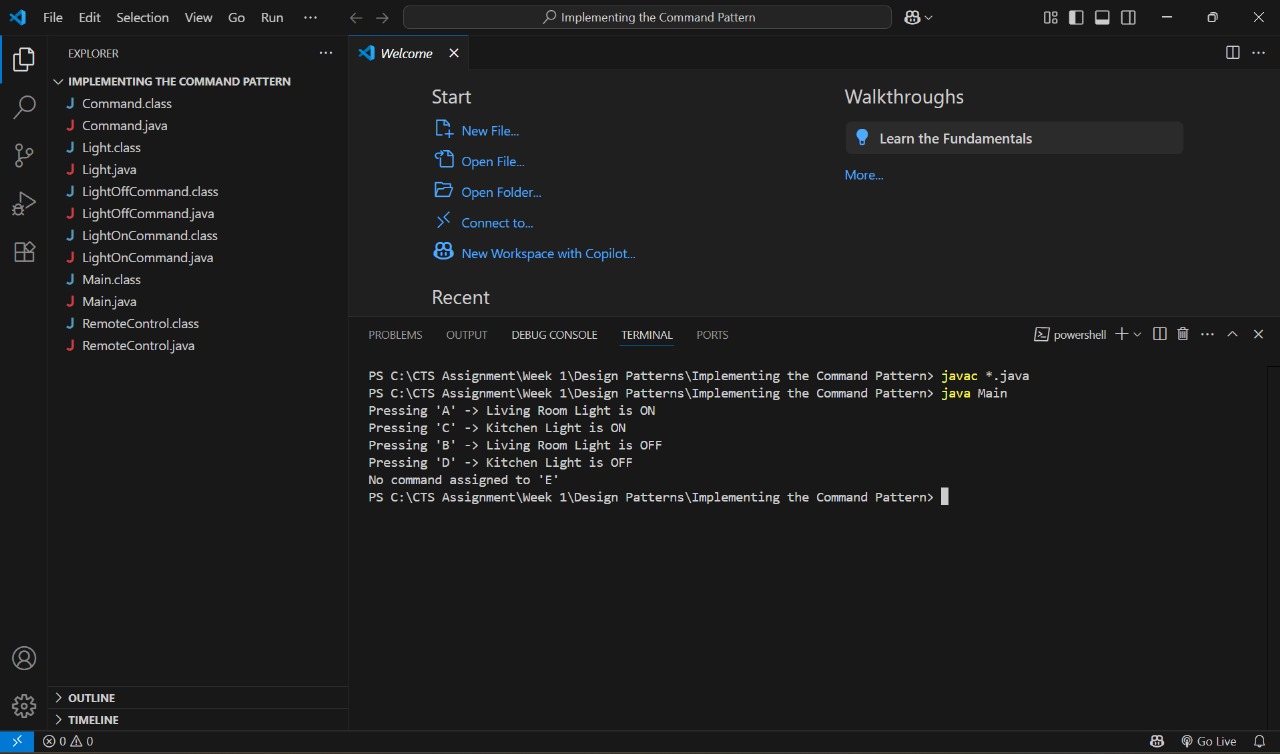 File Edit Selection View Go Run ···
Implementing the Command Pattern
EXPLORER
IMPLEMENTING THE COMMAND PATTERN
J Command.class
J Command.java
J Light.class
J Light.java
J LightOffCommand.class
J LightOffCommand.java
J LightOnCommand.class
J LightOnCommand.java
J Main.class
J Main.java
J RemoteControl.class
J RemoteControl.java
OUTLINE
TIMELINE
Welcome
Start
New File...
Open File...
Open Folder...
Connect to...
New Workspace with Copilot...
Recent
Walkthroughs
Learn the Fundamentals
More...
PROBLEMS OUTPUT DEBUG CONSOLE TERMINAL PORTS
powershell
PS C:\CTS Assignment\Week 1\Design Patterns\Implementing the Command Pattern> javac *.java
PS C:\CTS Assignment\Week 1\Design Patterns\Implementing the Command Pattern> java Main
Pressing 'A' -> Living Room Light is ON
Pressing 'C' -> Kitchen Light is ON
Pressing 'B' -> Living Room Light is OFF
Pressing 'D' -> Kitchen Light is OFF
No command assigned to 'E'
PS C:\CTS Assignment\Week 1\Design Patterns\Implementing the Command Pattern>
0 0
Go Live